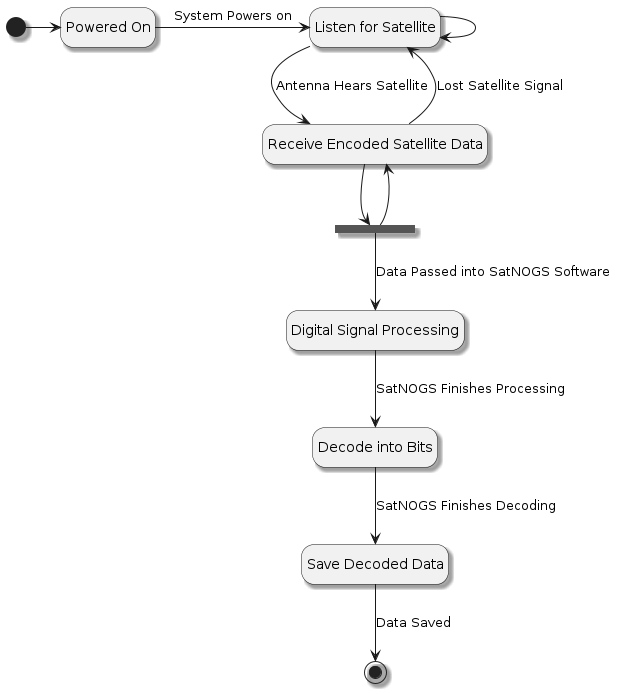 Powered On
System Powers on
Listen for Satellite
Antenna Hears Satellite
Lost Satellite Signal
Receive Encoded Satellite Data
Data Passed into SatNOGS Software
Digital Signal Processing
SatNOGS Finishes Processing
Decode into Bits
SatNOGS Finishes Decoding
Save Decoded Data
Data Saved